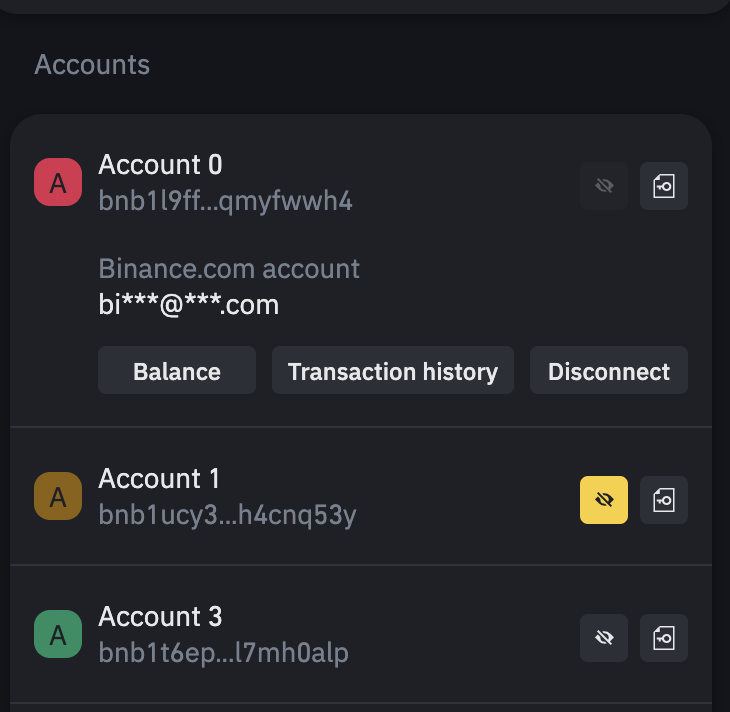 Accounts
A
Account 0
bnb1l9ff...qmyfwwh4
Binance.com account
bi***@***.com
Balance
Transaction history
Disconnect
A
Account 1
bnb1ucy3...h4cnq53y
A
Account 3
bnb1t6ep...l7mh0alp